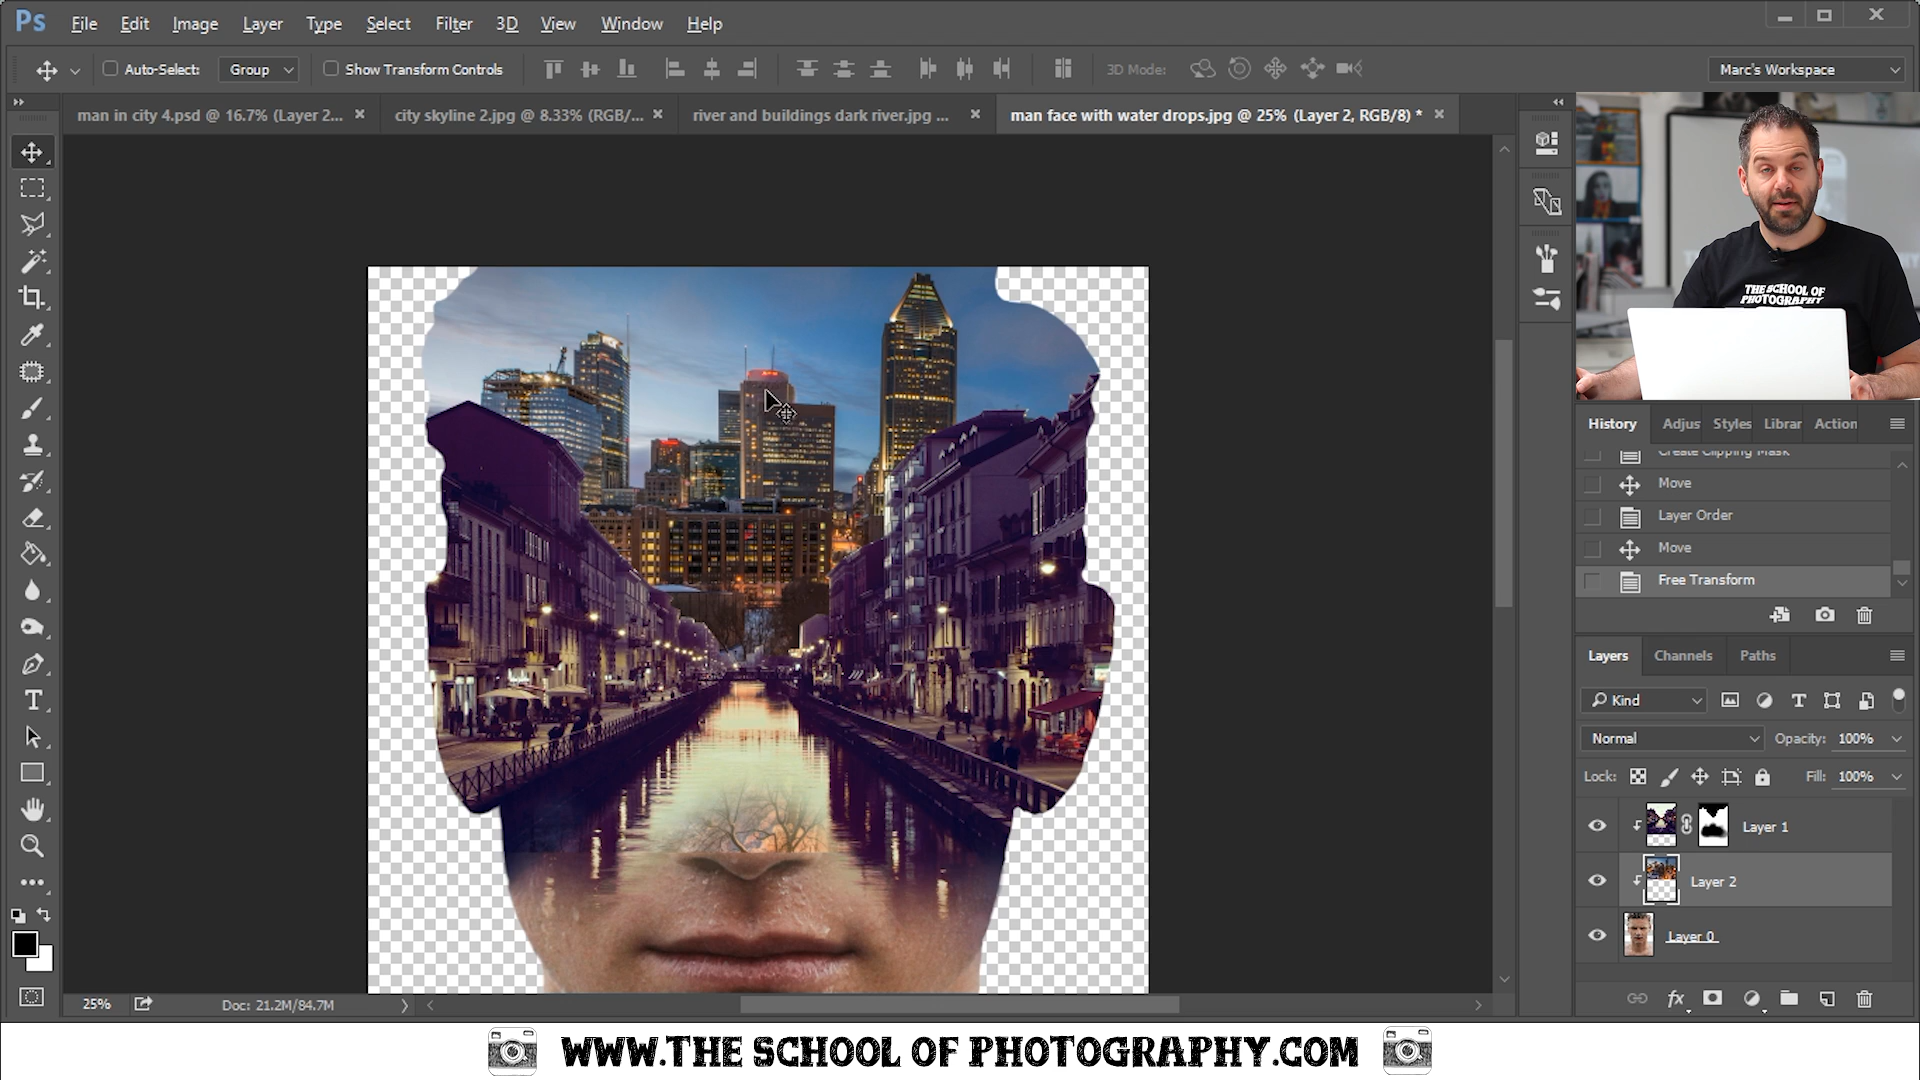 Ps File Edit Image Layer Type Select Filter 3D View Window Help
Auto-Select: Group Show Transform Controls 3D Mode: Marc's Workspace
man in city 4.psd @ 16.7% (Layer 2... city skyline 2.jpg @ 8.33% (RGB/... river and buildings dark river.jpg ... man face with water drops.jpg @ 25% (Layer 2, RGB/8) *
THE SCHOOL OF
PHOTOGRAPHY
History Adjus Styles Librar Action
Create Clipping Mask
Move
Layer Order
Move
Free Transform
Layers Channels Paths
Kind
Normal Opacity: 100%
Lock: Fill: 100%
Layer 1
Layer 2
Layer 0
fx
25% Doc: 21.2M/84.7M
WWW.THE SCHOOL OF PHOTOGRAPHY.COM